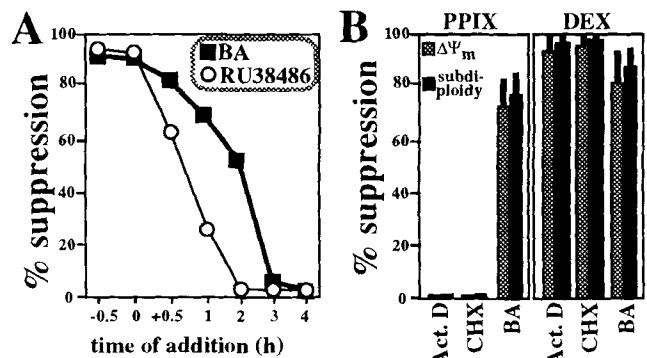 A
100
80
60
40
20
0
% suppression
BA
RU38486
-0.5 0 +0.5 1 2 3 4
time of addition (h)
B
PPIX DEX
100
80
60
40
20
0
% suppression
ΔΨm
subdi-
ploidy
Act. D CHX BA Act. D CHX BA